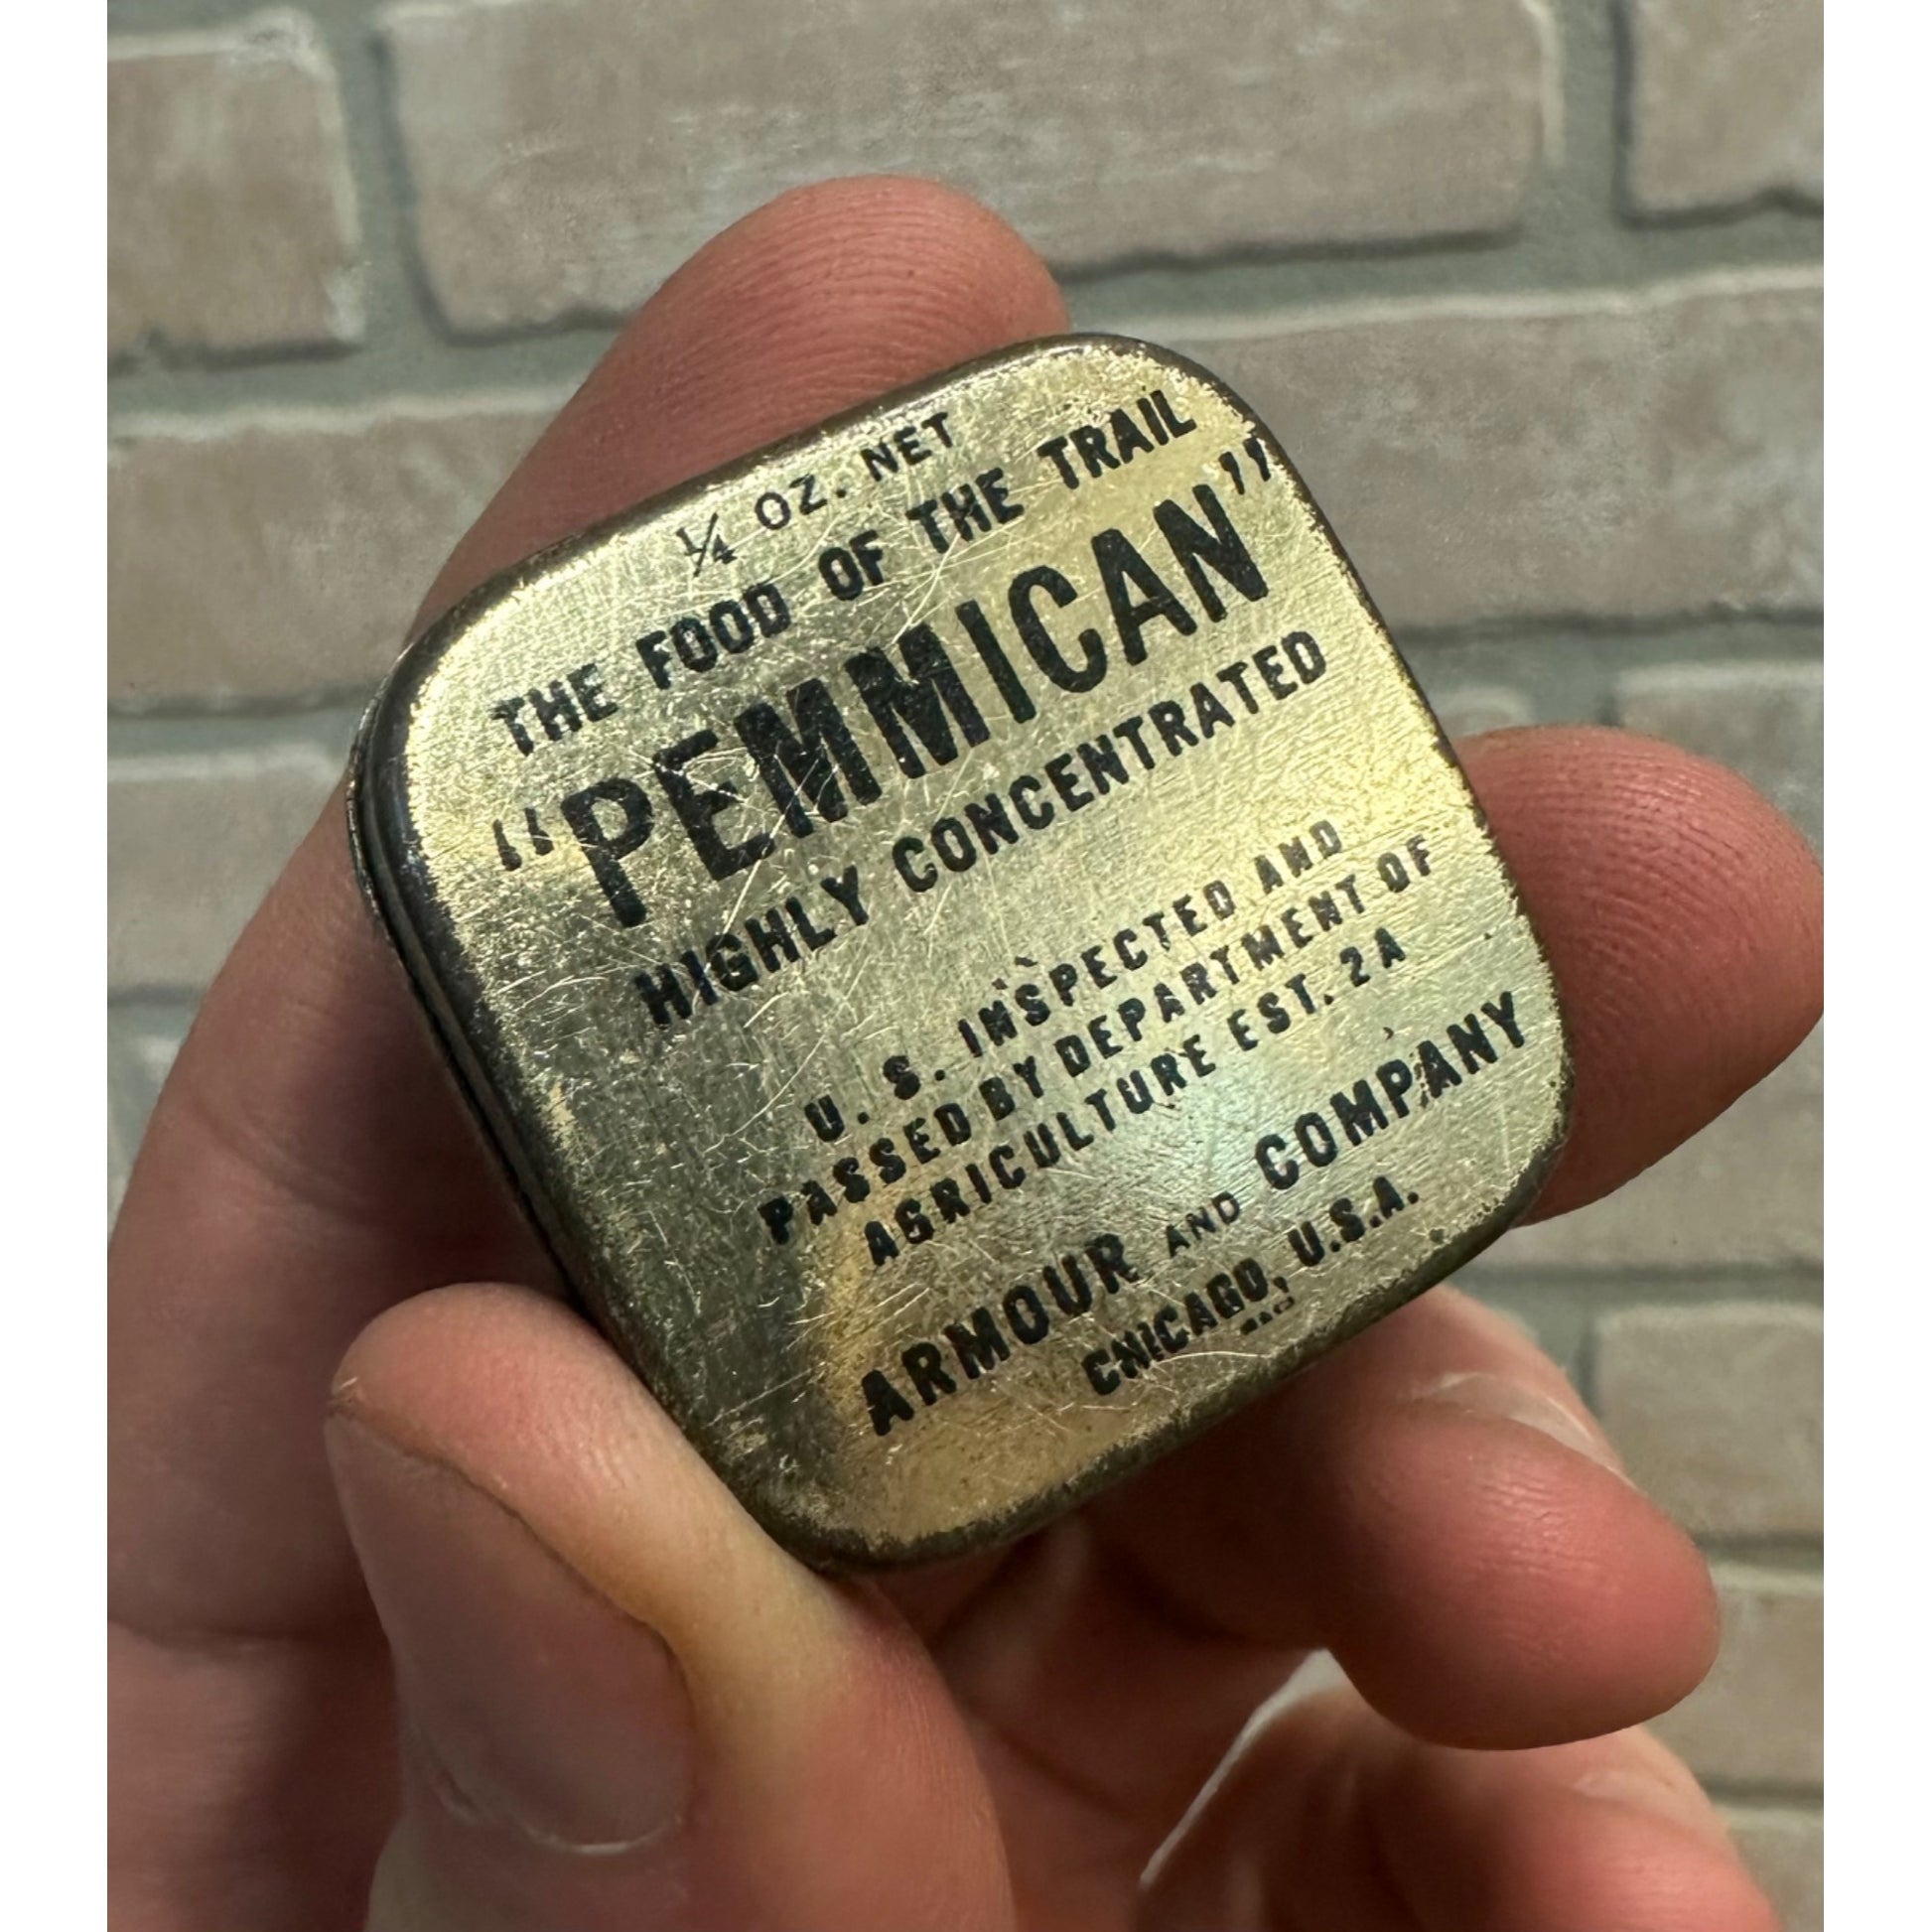 ¼ OZ. NET
THE FOOD OF THE TRAIL
"PEMMICAN"
HIGHLY CONCENTRATED
U. S. INSPECTED AND
PASSED BY DEPARTMENT OF
AGRICULTURE EST. 2A
ARMOUR AND COMPANY
CHICAGO, U.S.A.